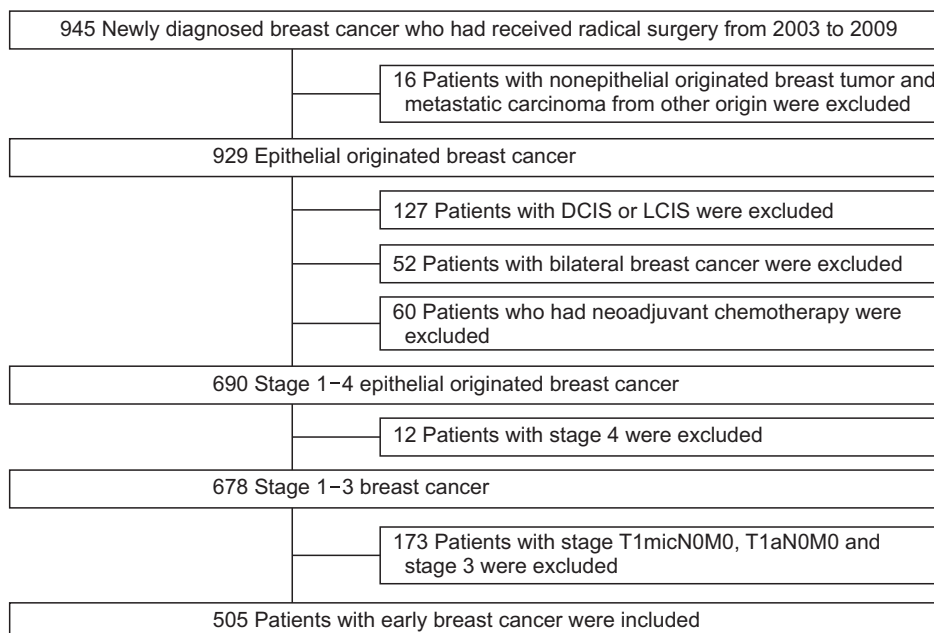 945 Newly diagnosed breast cancer who had received radical surgery from 2003 to 2009
16 Patients with nonepithelial originated breast tumor and
metastatic carcinoma from other origin were excluded
929 Epithelial originated breast cancer
127 Patients with DCIS or LCIS were excluded
52 Patients with bilateral breast cancer were excluded
60 Patients who had neoadjuvant chemotherapy were
excluded
690 Stage 1−4 epithelial originated breast cancer
12 Patients with stage 4 were excluded
678 Stage 1−3 breast cancer
173 Patients with stage T1micN0M0, T1aN0M0 and
stage 3 were excluded
505 Patients with early breast cancer were included